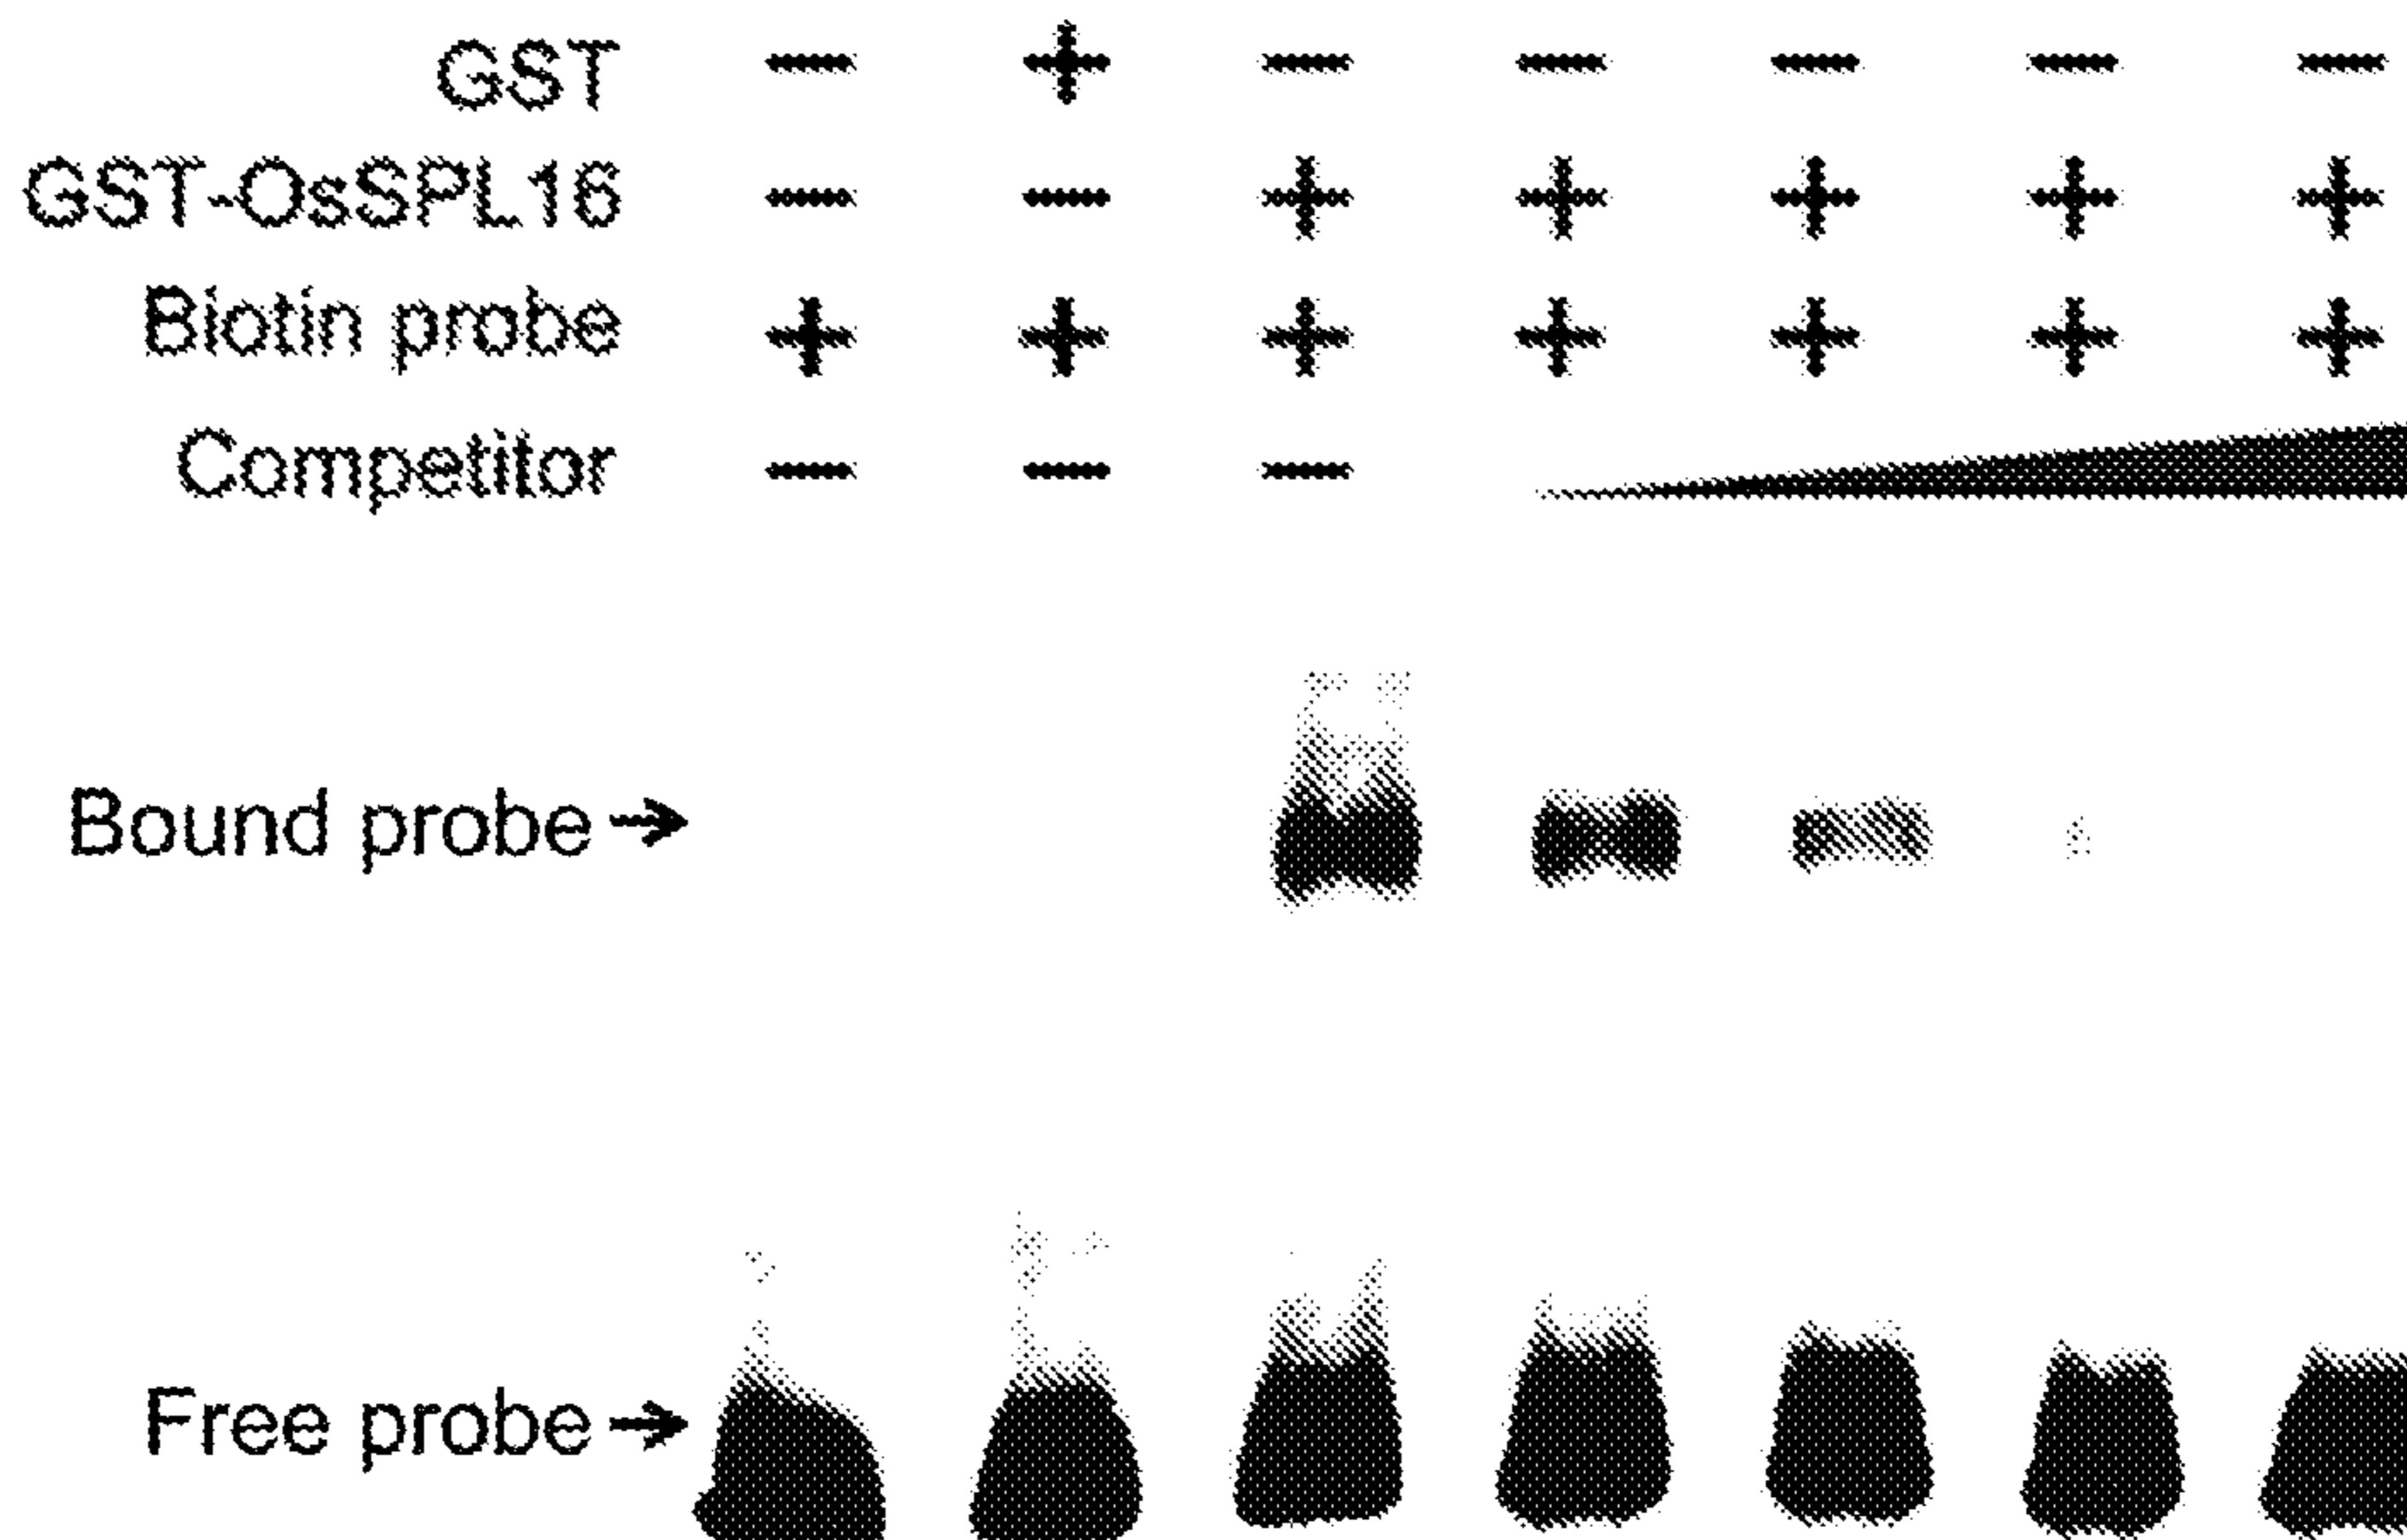 GST − + − − − − −
GST-OsSPL16 − − + + + + +
Biotin probe + + + + + + +
Competitor − − −
Bound probe →
Free probe →